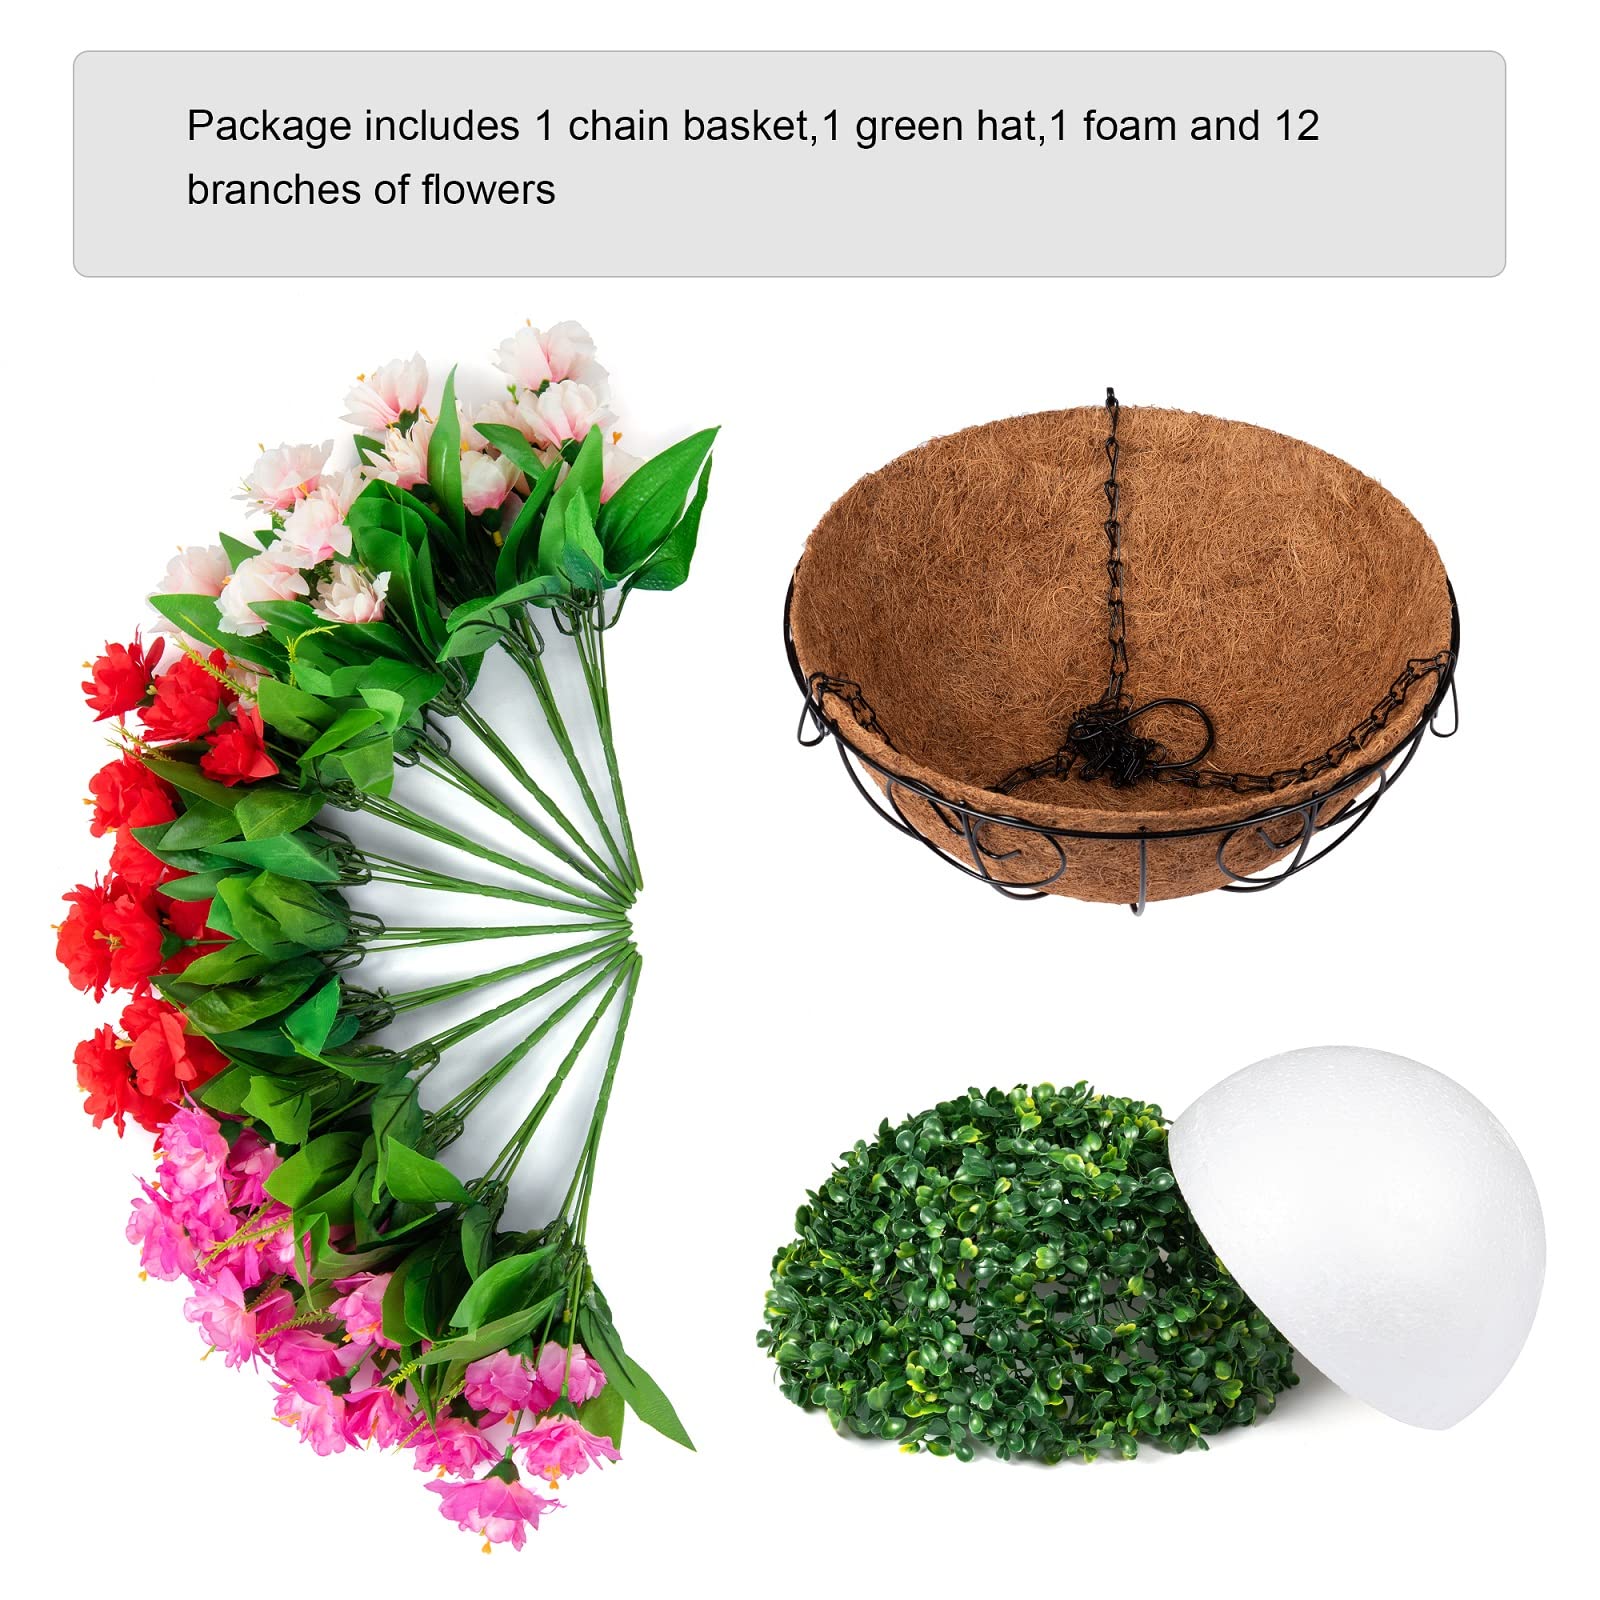 Package includes 1 chain basket,1 green hat,1 foam and 12
branches of flowers